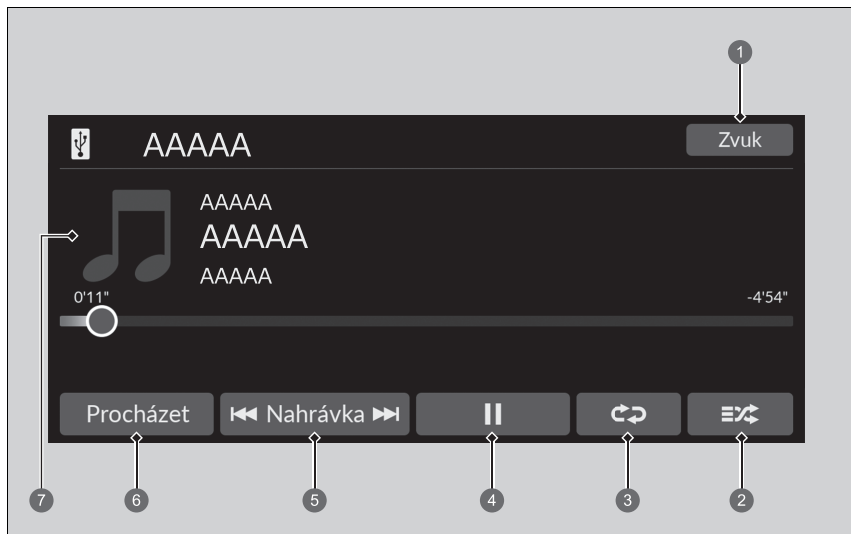 1
AAAAA
Zvuk
AAAAA
AAAAA
AAAAA
0'11"
-4'54"
Procházet
Nahrávka
7
6
5
4
3
2